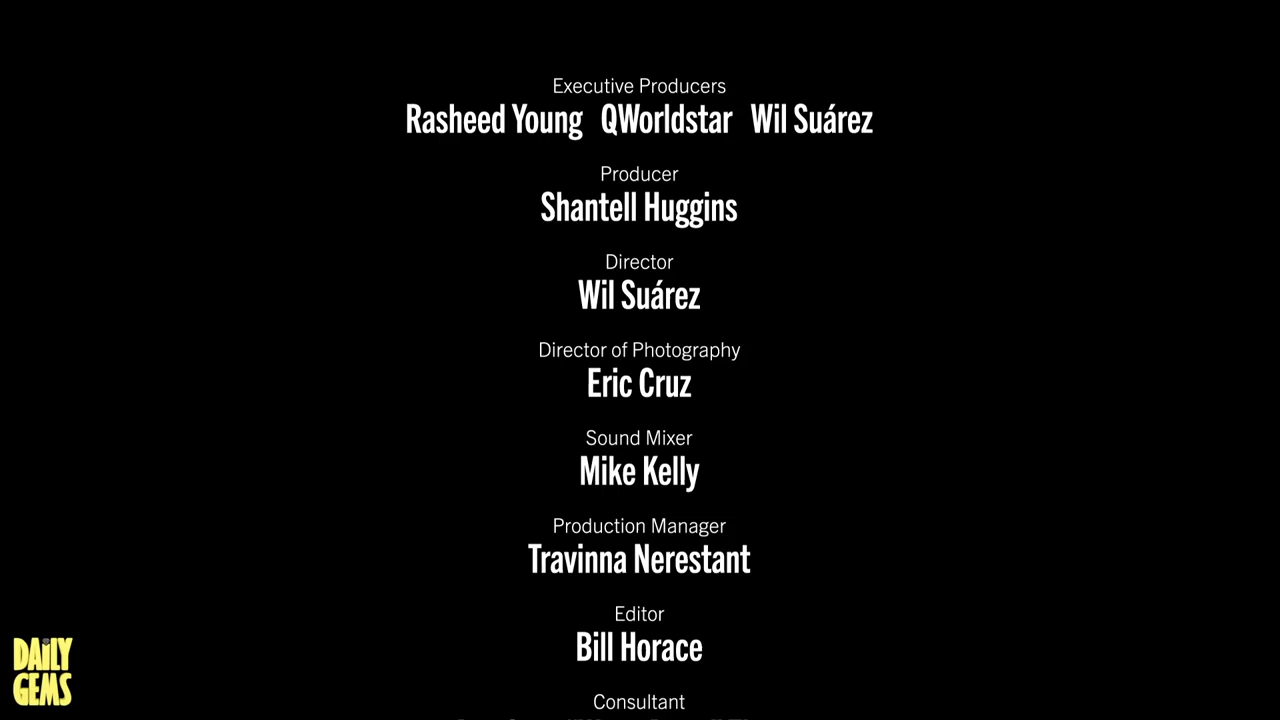 Executive Producers
Rasheed Young QWorldstar Wil Suárez
Producer
Shantell Huggins
Director
Wil Suárez
Director of Photography
Eric Cruz
Sound Mixer
Mike Kelly
Production Manager
Travinna Nerestant
Editor
Bill Horace
Consultant
DAILY
GEMS